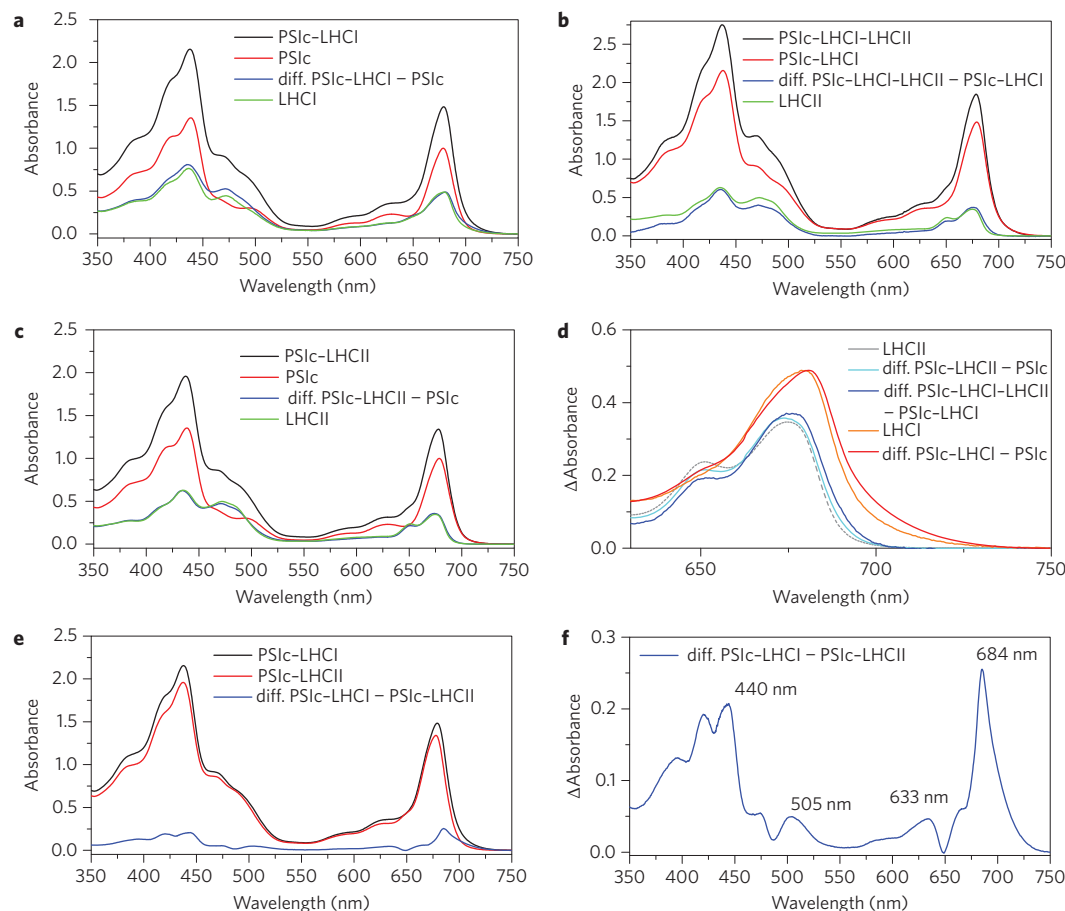 a
2.5
2.0
1.5
1.0
0.5
0.0
Absorbance
PSIc–LHCI
PSIc
diff. PSIc–LHCI – PSIc
LHCI
350 400 450 500 550 600 650 700 750
Wavelength (nm)
b
2.5
2.0
1.5
1.0
0.5
0.0
Absorbance
PSIc–LHCI–LHCII
PSIc–LHCI
diff. PSIc–LHCI–LHCII – PSIc–LHCI
LHCII
350 400 450 500 550 600 650 700 750
Wavelength (nm)
c
2.5
2.0
1.5
1.0
0.5
0.0
Absorbance
PSIc–LHCII
PSIc
diff. PSIc–LHCII – PSIc
LHCII
350 400 450 500 550 600 650 700 750
Wavelength (nm)
d
0.6
0.4
0.2
0.0
ΔAbsorbance
LHCII
diff. PSIc–LHCII – PSIc
diff. PSIc–LHCI–LHCII
– PSIc–LHCI
LHCI
diff. PSIc–LHCI – PSIc
650 700 750
Wavelength (nm)
e
2.5
2.0
1.5
1.0
0.5
0.0
Absorbance
PSIc–LHCI
PSIc–LHCII
diff. PSIc–LHCI – PSIc–LHCII
350 400 450 500 550 600 650 700 750
Wavelength (nm)
f
0.3
0.2
0.1
0.0
ΔAbsorbance
diff. PSIc–LHCI – PSIc–LHCII
684 nm
440 nm
505 nm
633 nm
350 400 450 500 550 600 650 700 750
Wavelength (nm)